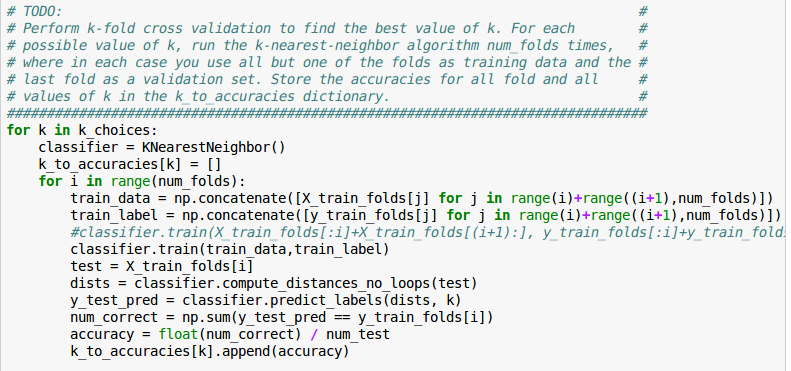 # TODO: #
# Perform k-fold cross validation to find the best value of k. For each #
# possible value of k, run the k-nearest-neighbor algorithm num_folds times, #
# where in each case you use all but one of the folds as training data and the #
# last fold as a validation set. Store the accuracies for all fold and all #
# values of k in the k_to_accuracies dictionary. #
################################################################################
for k in k_choices:
    classifier = KNearestNeighbor()
    k_to_accuracies[k] = []
    for i in range(num_folds):
        train_data = np.concatenate([X_train_folds[j] for j in range(i)+range((i+1),num_folds)])
        train_label = np.concatenate([y_train_folds[j] for j in range(i)+range((i+1),num_folds)])
        #classifier.train(X_train_folds[:i]+X_train_folds[(i+1):], y_train_folds[:i]+y_train_folds
        classifier.train(train_data,train_label)
        test = X_train_folds[i]
        dists = classifier.compute_distances_no_loops(test)
        y_test_pred = classifier.predict_labels(dists, k)
        num_correct = np.sum(y_test_pred == y_train_folds[i])
        accuracy = float(num_correct) / num_test
        k_to_accuracies[k].append(accuracy)